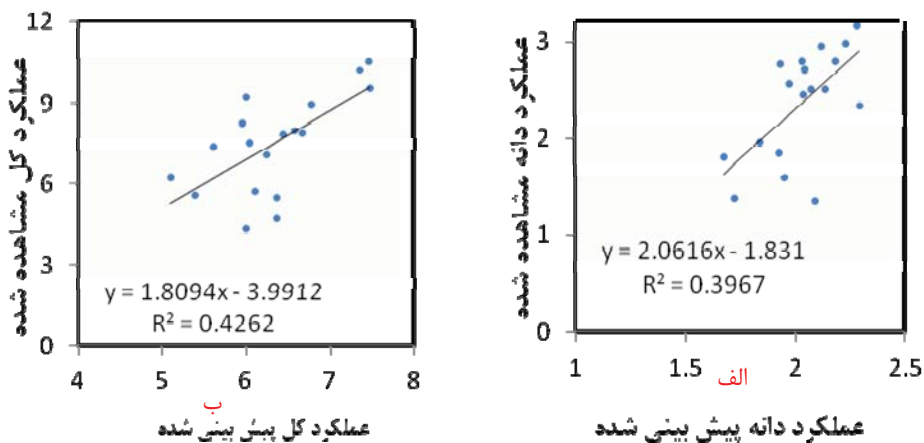 عملکرد دانه مشاهده شده
3
2
1
0
y = 2.0616x - 1.831
R² = 0.3967
1 1.5 2 2.5
الف
عملکرد دانه پیش بینی شده
عملکرد کل مشاهده شده
12
9
6
3
0
y = 1.8094x - 3.9912
R² = 0.4262
4 5 6 7 8
ب
عملکرد کل پیش بینی شده